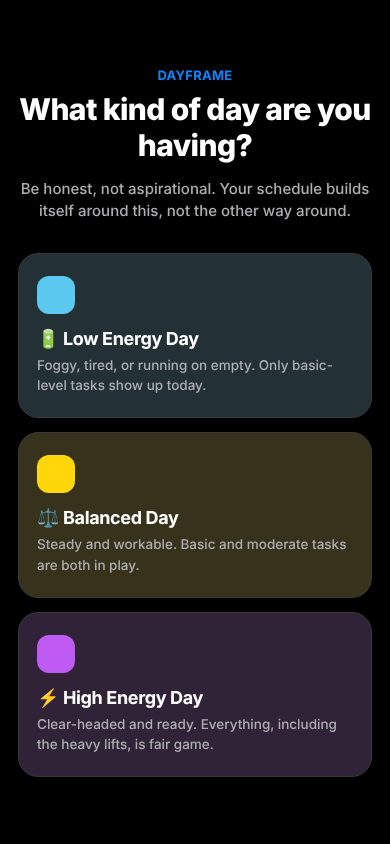 DAYFRAME
What kind of day are you
having?
Be honest, not aspirational. Your schedule builds
itself around this, not the other way around.
🔋 Low Energy Day
Foggy, tired, or running on empty. Only basic-
level tasks show up today.
⚖️ Balanced Day
Steady and workable. Basic and moderate tasks
are both in play.
⚡ High Energy Day
Clear-headed and ready. Everything, including
the heavy lifts, is fair game.